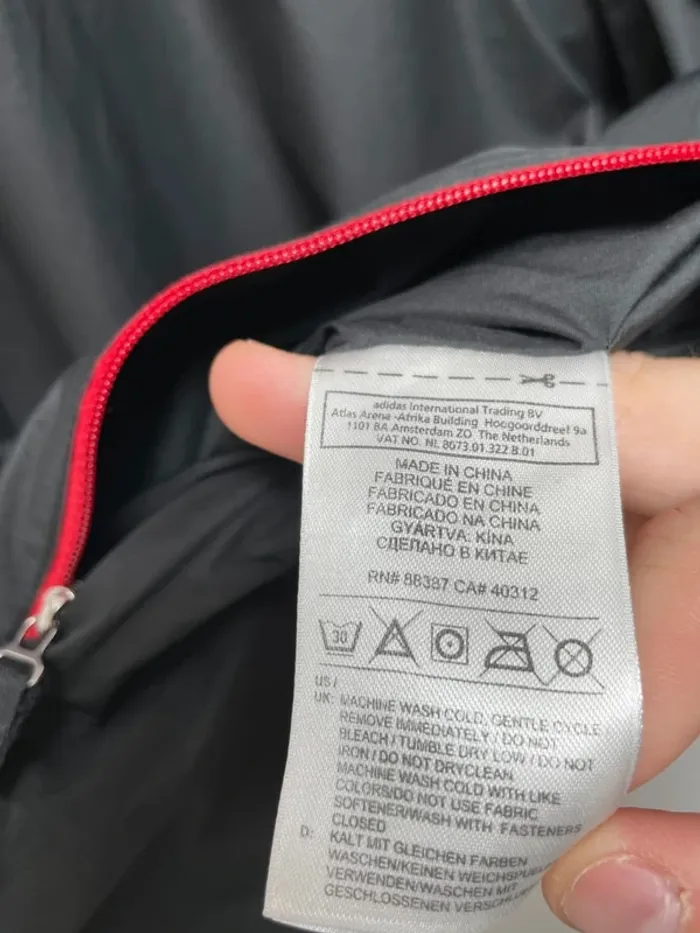 adidas International Trading BV
Atlas Arena -Afrika Building Hoogoorddreef 9a
1101 BA Amsterdam ZO The Netherlands
VAT NO. NL 8073.01.322 B.01
MADE IN CHINA
FABRIQUÉ EN CHINE
FABRICADO EN CHINA
FABRICADO NA CHINA
GYÁRTVA: KÍNA
СДЕЛАНО В КИТАЕ
RN# 88387 CA# 40312
30
US /
UK: MACHINE WASH COLD, GENTLE CYCLE
REMOVE IMMEDIATELY / DO NOT
BLEACH / TUMBLE DRY LOW / DO NOT
IRON / DO NOT DRYCLEAN
MACHINE WASH COLD WITH LIKE
COLORS/DO NOT USE FABRIC
SOFTENER/WASH WITH FASTENERS
CLOSED
D: KALT MIT GLEICHEN FARBEN
WASCHEN/KEINEN
VERWENDEN/WASCHEN MIT
GESCHLOSSENEN